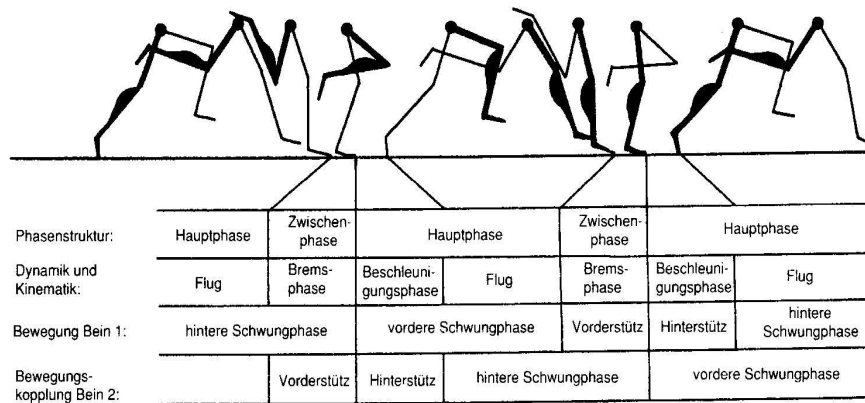 Phasenstruktur: Hauptphase Zwischen- Hauptphase Zwischen- Hauptphase
phase phase
Dynamik und
Kinematik: Flug Brems- Beschleuni- Flug Brems- Beschleuni- Flug
phase gungsphase phase gungsphase
Bewegung Bein 1: hintere Schwungphase vordere Schwungphase Vorderstütz Hinterstütz hintere
Schwungphase
Bewegungs-
kopplung Bein 2: Vorderstütz Hinterstütz hintere Schwungphase vordere Schwungphase